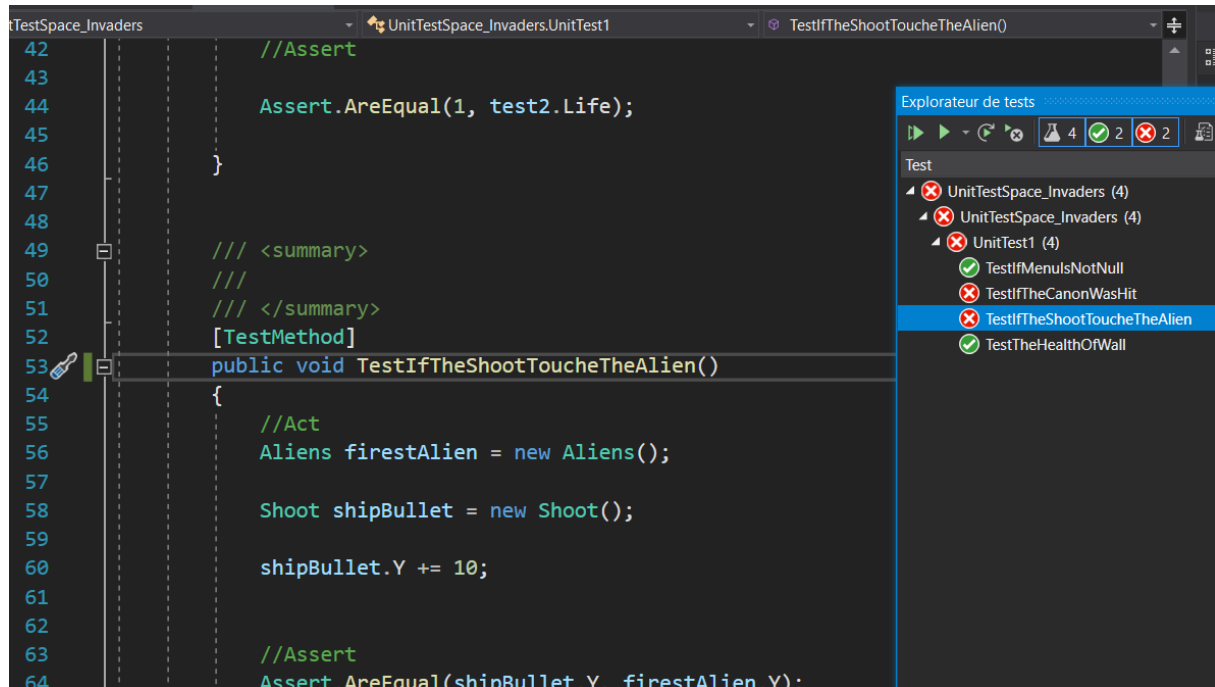 tTestSpace_Invaders UnitTestSpace_Invaders.UnitTest1 TestIfTheShootToucheTheAlien()
42 //Assert
43
44 Assert.AreEqual(1, test2.Life);
45
46 }
47
48
49 /// <summary>
50 ///
51 /// </summary>
52 [TestMethod]
53 public void TestIfTheShootToucheTheAlien()
54 {
55 //Act
56 Aliens firestAlien = new Aliens();
57
58 Shoot shipBullet = new Shoot();
59
60 shipBullet.Y += 10;
61
62
63 //Assert
64 Assert.AreEqual(shipBullet.Y, firestAlien.Y);
Explorateur de tests
4 2 2
Test
UnitTestSpace_Invaders (4)
UnitTestSpace_Invaders (4)
UnitTest1 (4)
TestIfMenuIsNotNull
TestIfTheCanonWasHit
TestIfTheShootToucheTheAlien
TestTheHealthOfWall